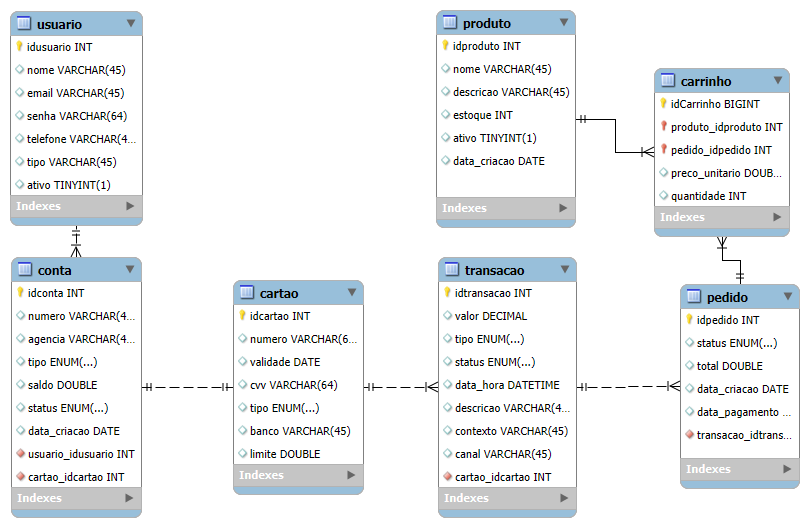 usuario
idusuario INT
nome VARCHAR(45)
email VARCHAR(45)
senha VARCHAR(64)
telefone VARCHAR(4...
tipo VARCHAR(45)
ativo TINYINT(1)
Indexes
produto
idproduto INT
nome VARCHAR(45)
descricao VARCHAR(45)
estoque INT
ativo TINYINT(1)
data_criacao DATE
Indexes
carrinho
idCarrinho BIGINT
produto_idproduto INT
pedido_idpedido INT
preco_unitario DOUB...
quantidade INT
Indexes
conta
idconta INT
numero VARCHAR(4...
agencia VARCHAR(4...
tipo ENUM(...)
saldo DOUBLE
status ENUM(...)
data_criacao DATE
usuario_idusuario INT
cartao_idcartao INT
Indexes
cartao
idcartao INT
numero VARCHAR(6...
validade DATE
cvv VARCHAR(64)
tipo ENUM(...)
banco VARCHAR(45)
limite DOUBLE
Indexes
transacao
idtransacao INT
valor DECIMAL
tipo ENUM(...)
status ENUM(...)
data_hora DATETIME
descricao VARCHAR(4...
contexto VARCHAR(45)
canal VARCHAR(45)
cartao_idcartao INT
Indexes
pedido
idpedido INT
status ENUM(...)
total DOUBLE
data_criacao DATE
data_pagamento ...
transacao_idtrans...
Indexes